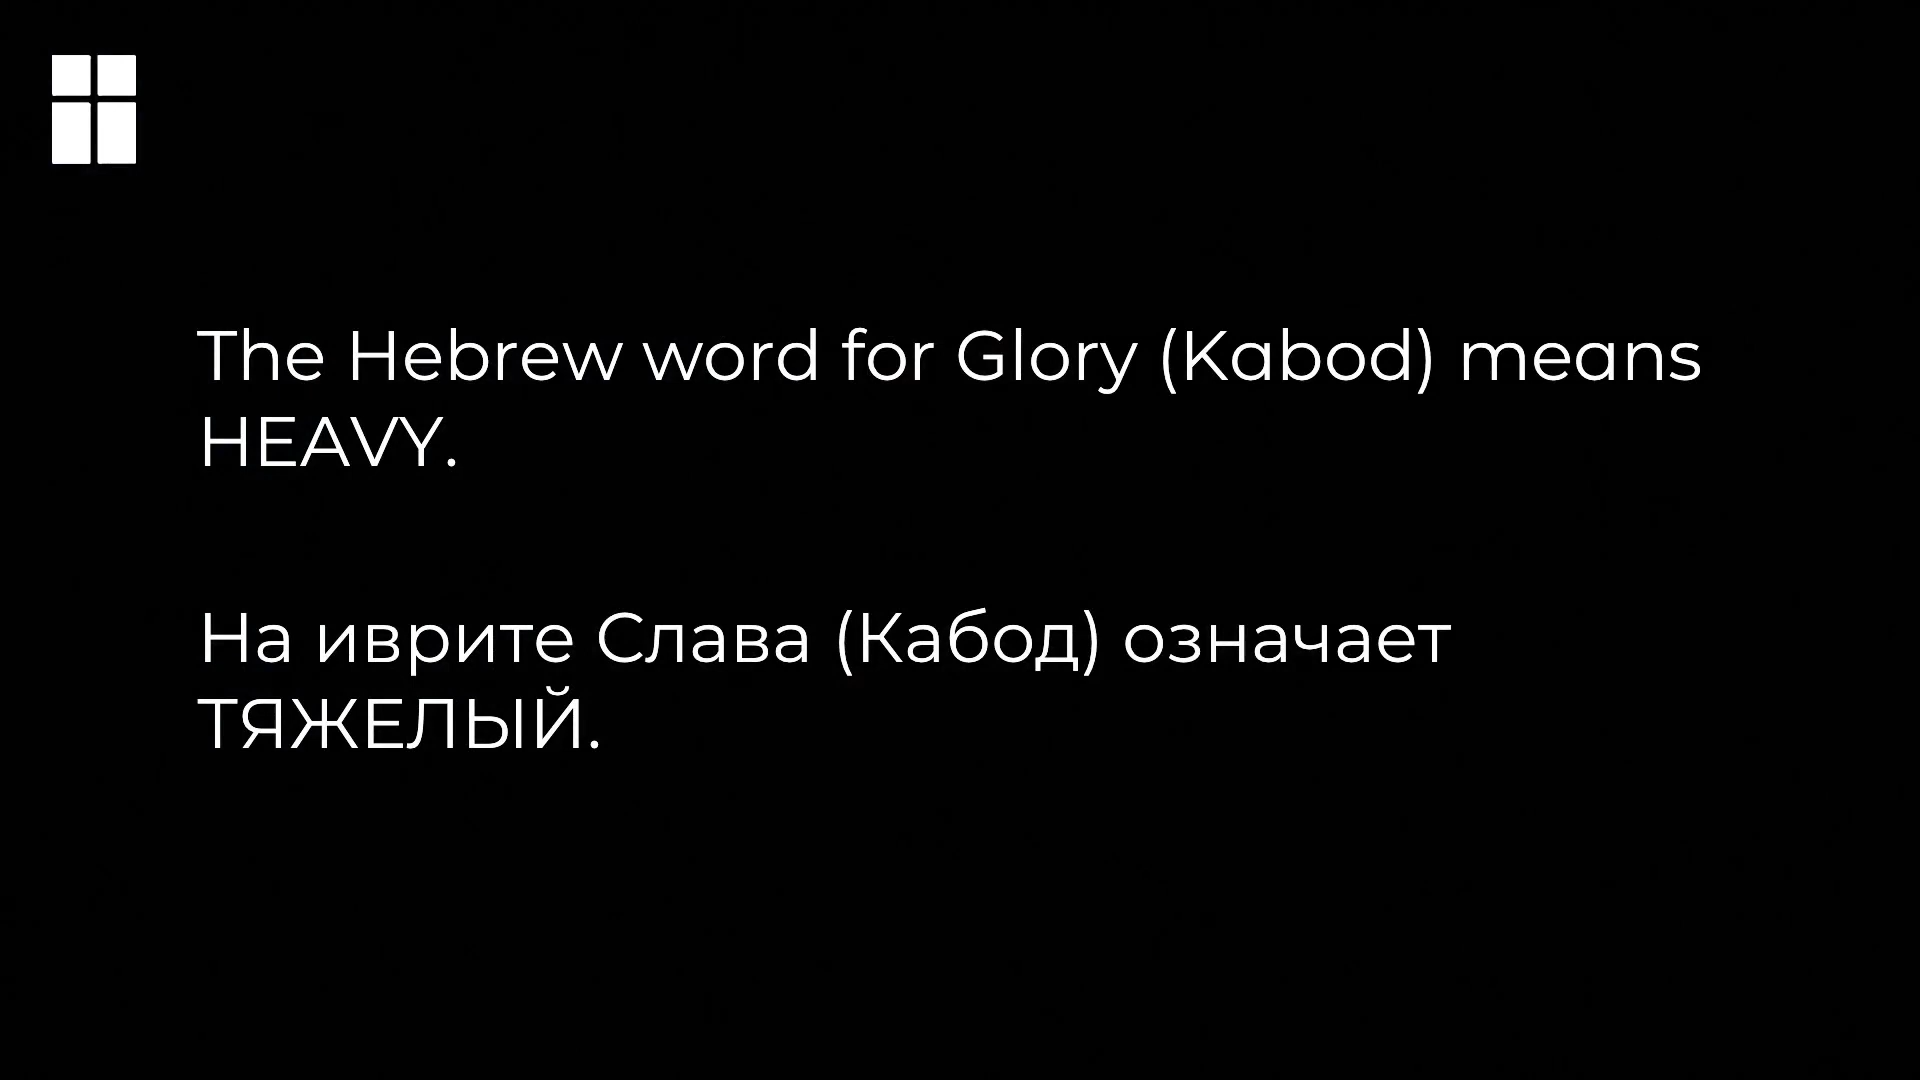 The Hebrew word for Glory (Kabod) means
HEAVY.
На иврите Слава (Кабод) означает
ТЯЖЕЛЫЙ.